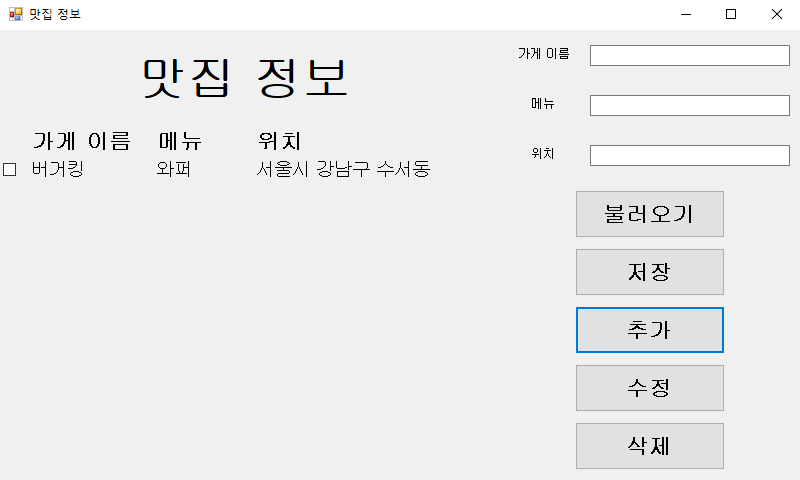 맛집 정보
맛집 정보
가게 이름 메뉴 위치
버거킹 와퍼 서울시 강남구 수서동
가게 이름
메뉴
위치
불러오기
저장
추가
수정
삭제